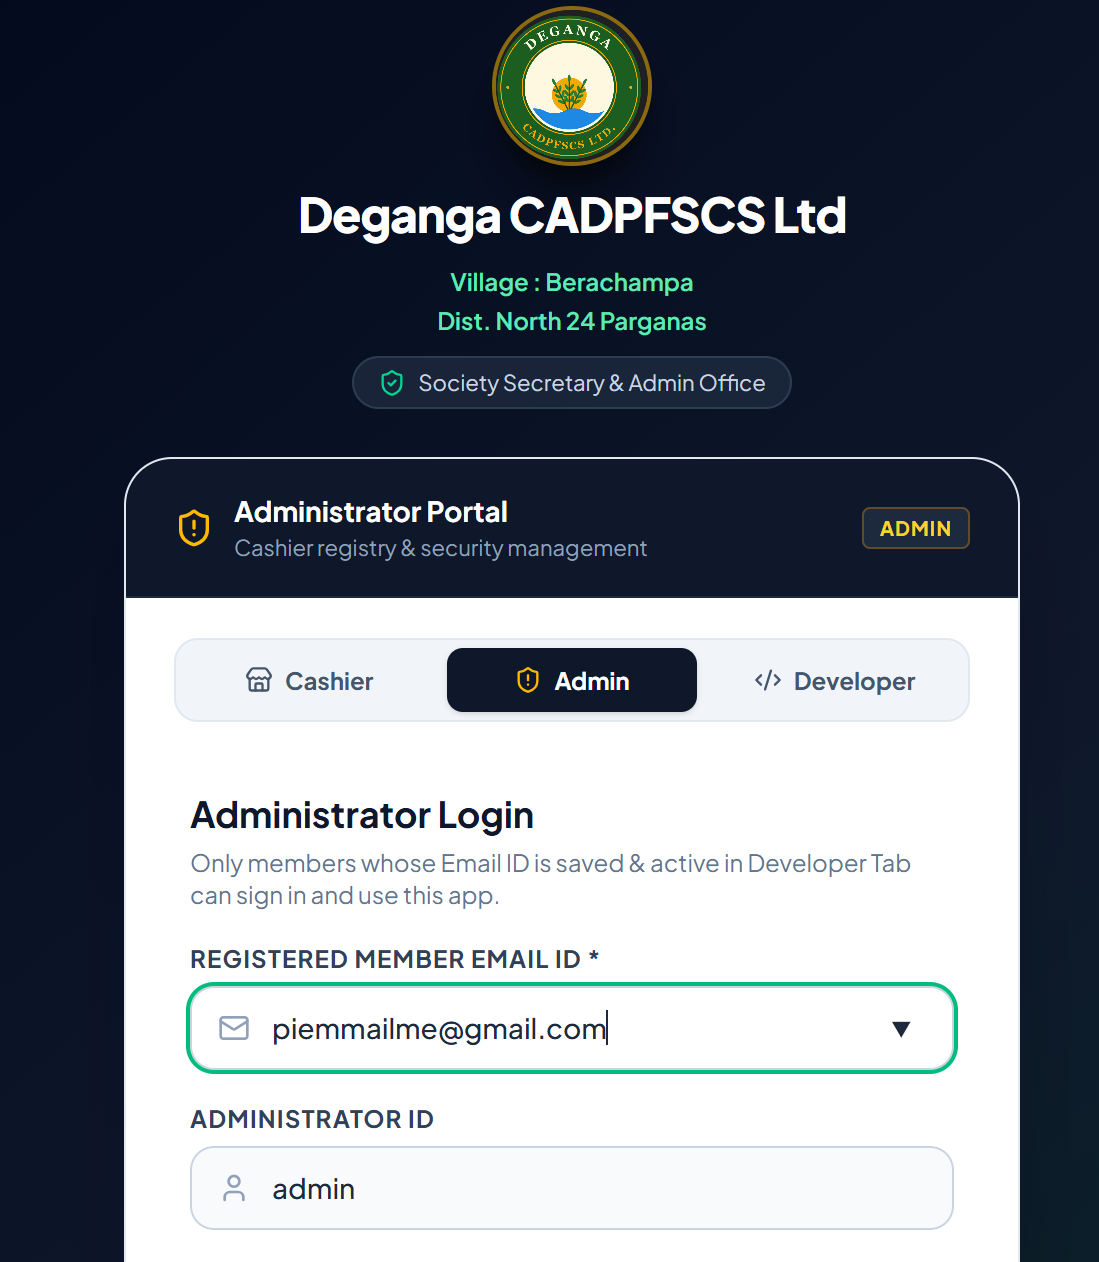 DEGANGA
CADPFSCS LTD.
Deganga CADPFSCS Ltd
Village : Berachampa
Dist. North 24 Parganas
Society Secretary & Admin Office
Administrator Portal
Cashier registry & security management
ADMIN
Cashier
Admin
Developer
Administrator Login
Only members whose Email ID is saved & active in Developer Tab
can sign in and use this app.
REGISTERED MEMBER EMAIL ID *
piemmailme@gmail.com
ADMINISTRATOR ID
admin